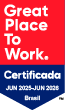 Great
Place
To
Work.
Certificada
JUN 2025-JUN 2026
Brasil